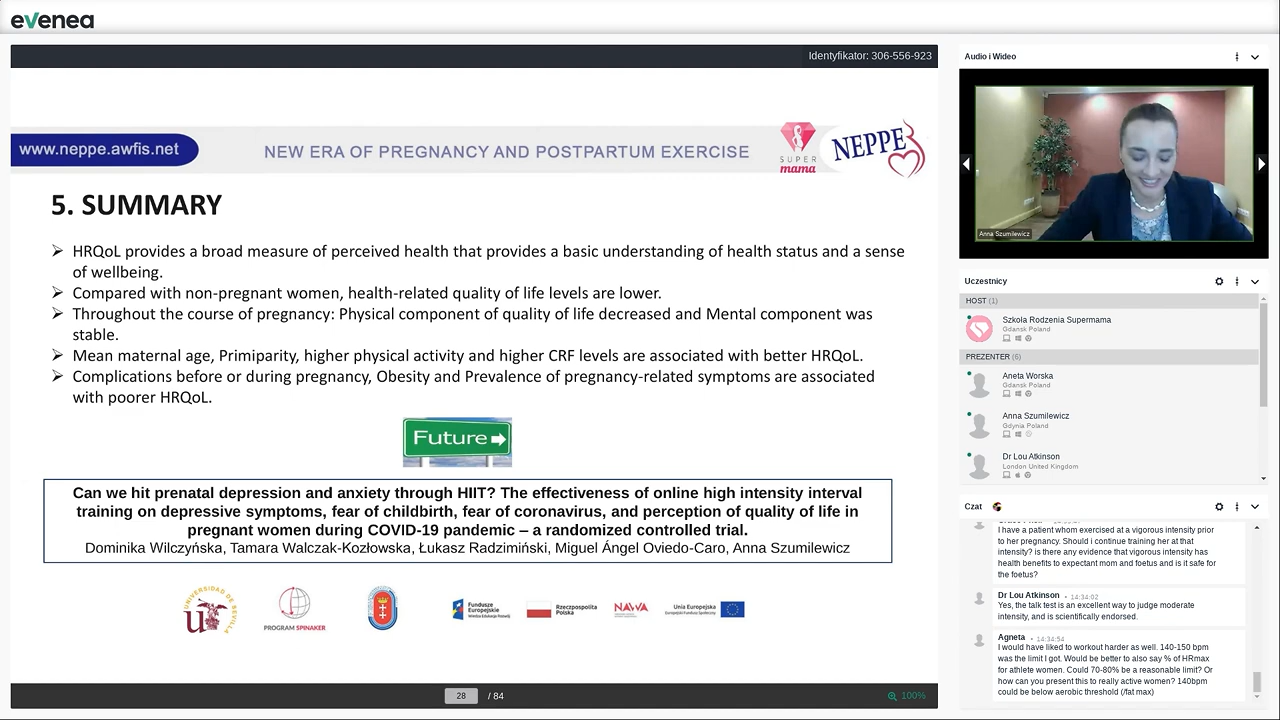 evenea
Identyfikator: 306-556-923
www.neppe.awfis.net
NEW ERA OF PREGNANCY AND POSTPARTUM EXERCISE
SUPER
mama
NEPPE
5. SUMMARY
HRQoL provides a broad measure of perceived health that provides a basic understanding of health status and a sense
of wellbeing.
Compared with non-pregnant women, health-related quality of life levels are lower.
Throughout the course of pregnancy: Physical component of quality of life decreased and Mental component was
stable.
Mean maternal age, Primiparity, higher physical activity and higher CRF levels are associated with better HRQoL.
Complications before or during pregnancy, Obesity and Prevalence of pregnancy-related symptoms are associated
with poorer HRQoL.
Future
Can we hit prenatal depression and anxiety through HIIT? The effectiveness of online high intensity interval
training on depressive symptoms, fear of childbirth, fear of coronavirus, and perception of quality of life in
pregnant women during COVID-19 pandemic – a randomized controlled trial.
Dominika Wilczyńska, Tamara Walczak-Kozłowska, Łukasz Radzimiński, Miguel Ángel Oviedo-Caro, Anna Szumilewicz
PROGRAM SPINAKER
Fundusze
Europejskie
Rzeczpospolita
Polska
NAWA
Unia Europejska
28 / 84
100%
Audio i Wideo
Anna Szumilewicz
Uczestnicy
HOST (1)
Szkoła Rodzenia Supermama
Gdansk Poland
PREZENTER (6)
Aneta Worska
Gdansk Poland
Anna Szumilewicz
Gdynia Poland
Dr Lou Atkinson
London United Kingdom
Czat
I have a patient whom exercised at a vigorous intensity prior
to her pregnancy. Should i continue training her at that
intensity? is there any evidence that vigorous intensity has
health benefits to expectant mom and foetus and is it safe for
the foetus?
Dr Lou Atkinson • 14:34:02
Yes, the talk test is an excellent way to judge moderate
intensity, and is scientifically endorsed.
Agneta • 14:34:54
I would have liked to workout harder as well. 140-150 bpm
was the limit I got. Would be better to also say % of HRmax
for athlete women. Could 70-80% be a reasonable limit? Or
how can you present this to really active women? 140bpm
could be below aerobic threshold (/fat max)